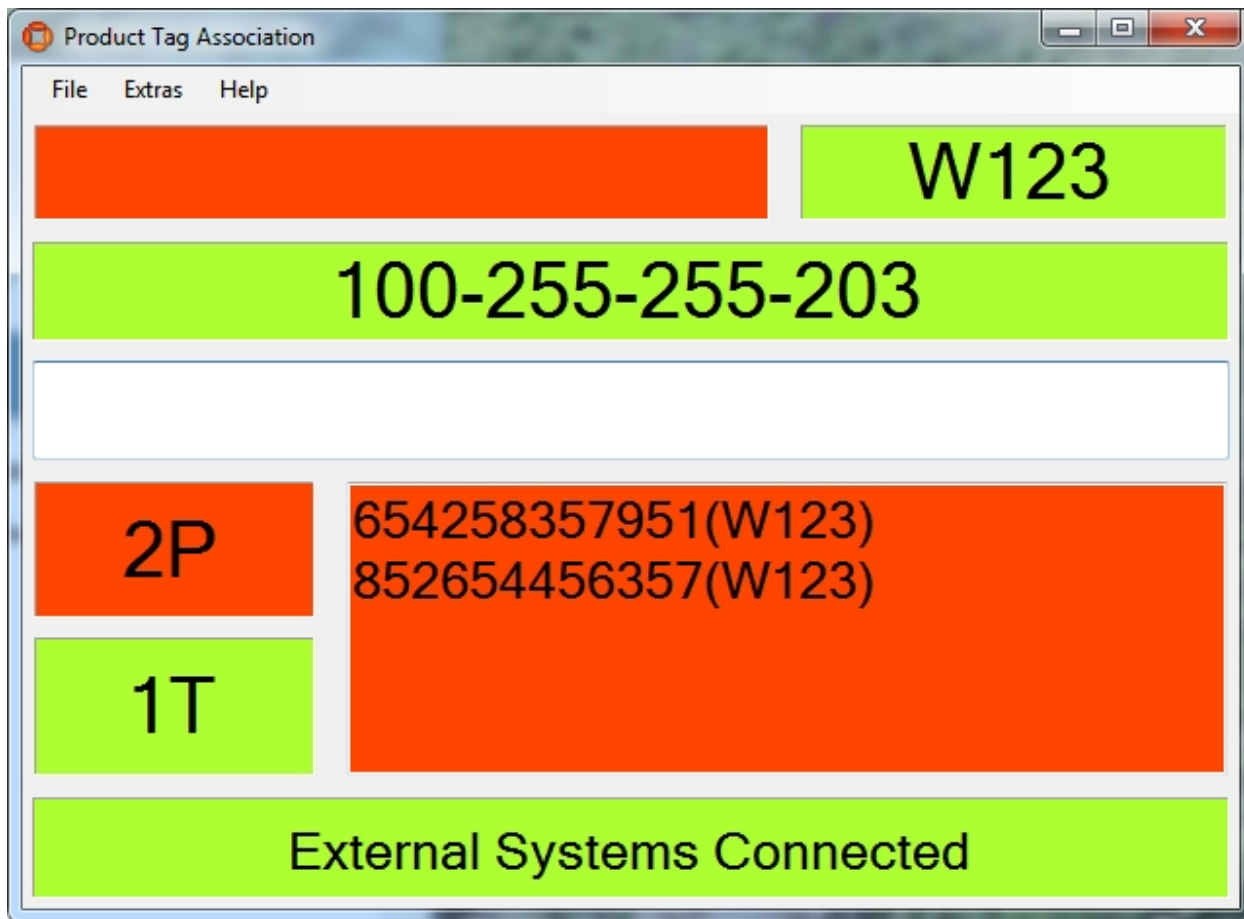 Product Tag Association
File Extras Help
W123
100-255-255-203
2P
654258357951(W123)
852654456357(W123)
1T
External Systems Connected